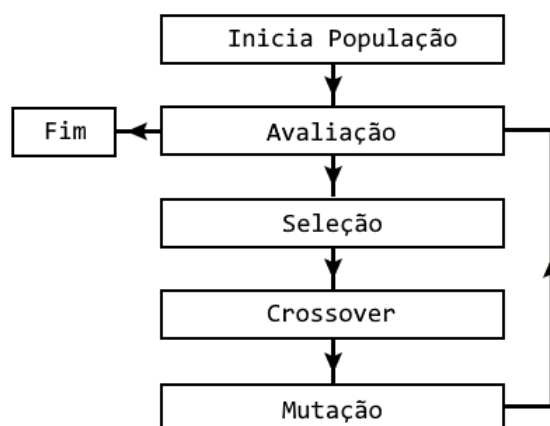 Inicia População
Fim
Avaliação
Seleção
Crossover
Mutação